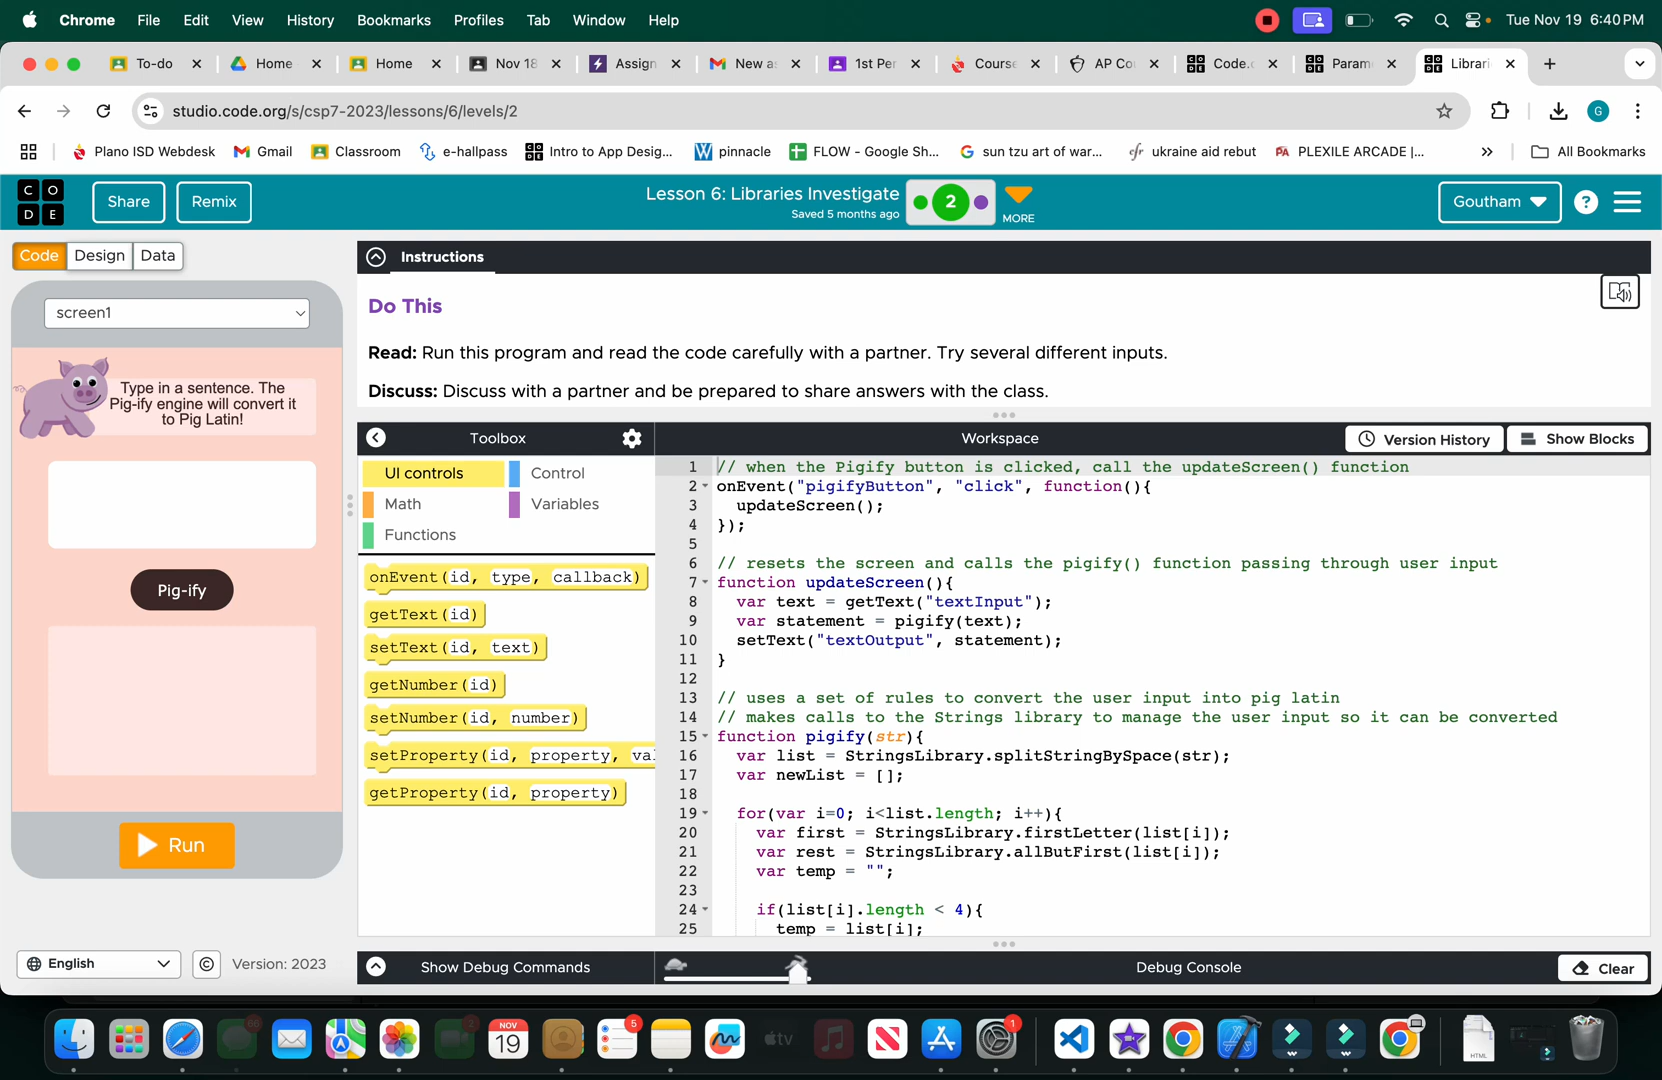 Chrome File Edit View History Bookmarks Profiles Tab Window Help Tue Nov 19 6:40 PM
To-do Home Home Nov 18 Assign New a 1st Per Course AP Co Code.c Param Librari
studio.code.org/s/csp7-2023/lessons/6/levels/2 G
Plano ISD Webdesk Gmail Classroom e-hallpass Intro to App Desig... pinnacle FLOW - Google Sh... sun tzu art of war... ukraine aid rebut PLEXILE ARCADE |... » All Bookmarks
CODE Share Remix Lesson 6: Libraries Investigate 2 MORE Goutham ?
Saved 5 months ago
Code Design Data
Instructions
screen1
Do This
Read: Run this program and read the code carefully with a partner. Try several different inputs.
Discuss: Discuss with a partner and be prepared to share answers with the class.
Type in a sentence. The
Pig-ify engine will convert it
to Pig Latin!
Pig-ify
Run
English Version: 2023
Toolbox Workspace Version History Show Blocks
UI controls Control
Math Variables
Functions
onEvent(id, type, callback)
getText(id)
setText(id, text)
getNumber(id)
setNumber(id, number)
setProperty(id, property, val
getProperty(id, property)
1 // when the Pigify button is clicked, call the updateScreen() function
2 onEvent("pigifyButton", "click", function(){
3 updateScreen();
4 });
5
6 // resets the screen and calls the pigify() function passing through user input
7 function updateScreen(){
8 var text = getText("textInput");
9 var statement = pigify(text);
10 setText("textOutput", statement);
11 }
12
13 // uses a set of rules to convert the user input into pig latin
14 // makes calls to the Strings library to manage the user input so it can be converted
15 function pigify(str){
16 var list = StringsLibrary.splitStringBySpace(str);
17 var newList = [];
18
19 for(var i=0; i<list.length; i++){
20 var first = StringsLibrary.firstLetter(list[i]);
21 var rest = StringsLibrary.allButFirst(list[i]);
22 var temp = "";
23
24 if(list[i].length < 4){
25 temp = list[i];
Show Debug Commands Debug Console Clear
NOV
19
5
tv
1
HTML